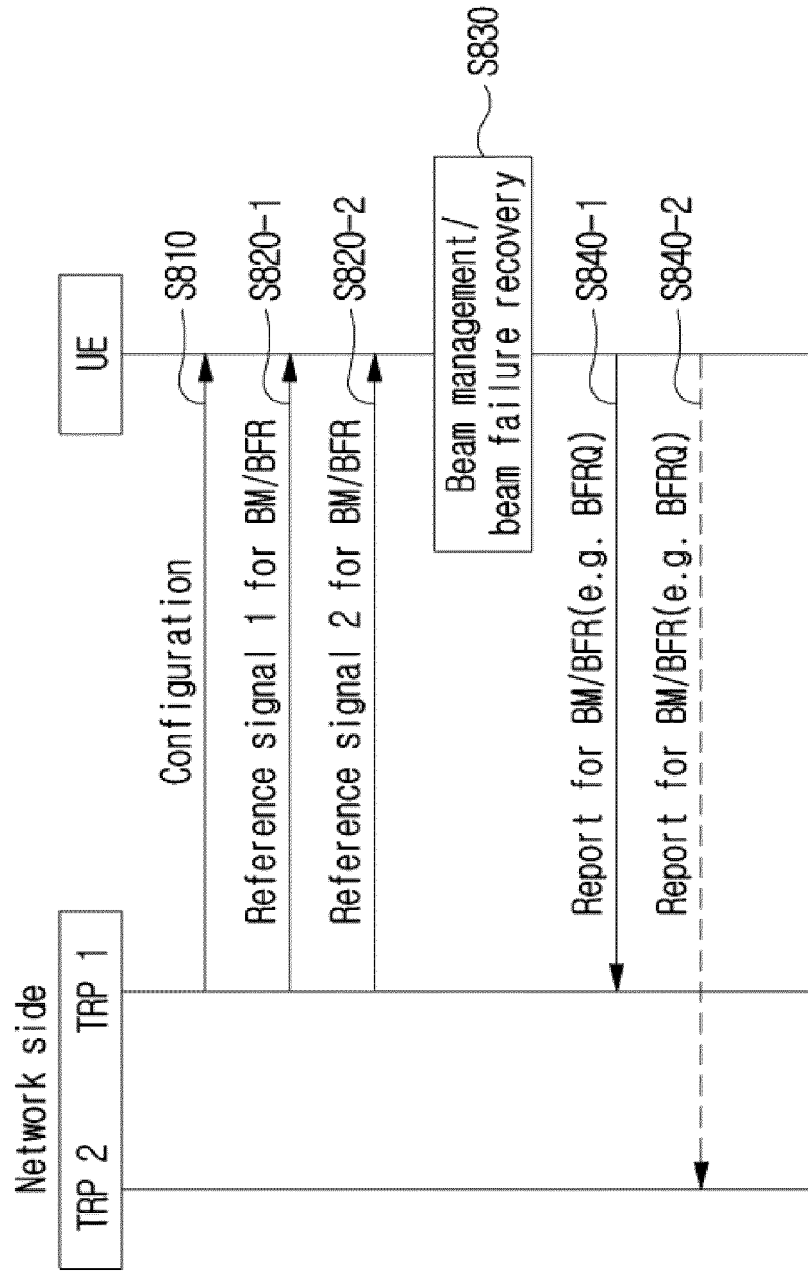 Network side
TRP 2
TRP 1
UE
Configuration
S810
Reference signal 1 for BM/BFR
S820-1
Reference signal 2 for BM/BFR
S820-2
Beam management/
beam failure recovery
S830
Report for BM/BFR(e.g. BFRQ)
S840-1
Report for BM/BFR(e.g. BFRQ)
S840-2